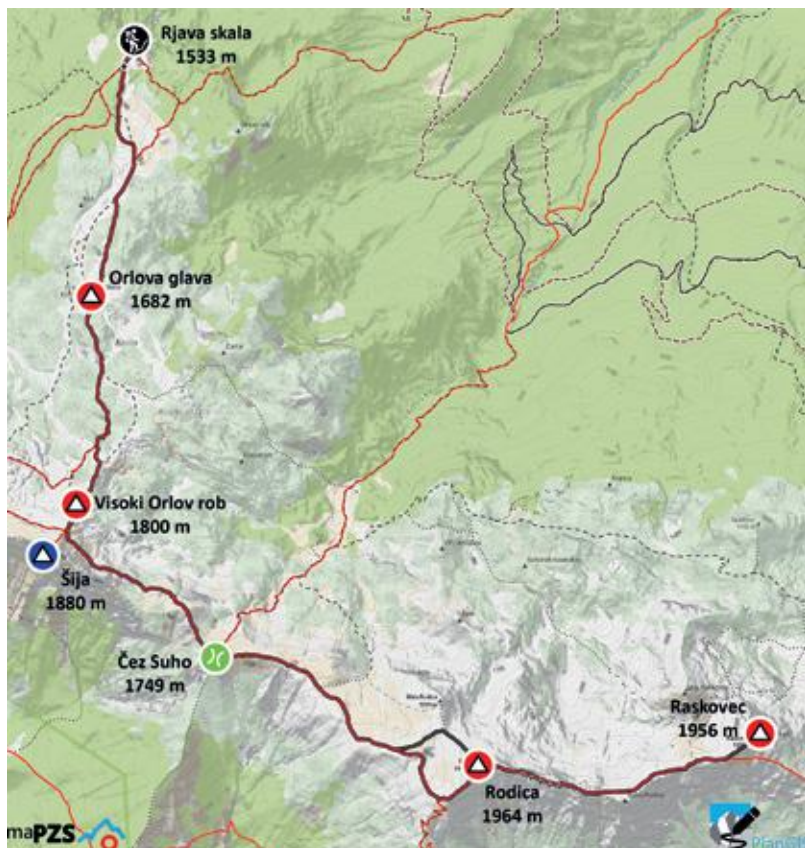 Rjava skala
1533 m
Orlova glava
1682 m
Visoki Orlov rob
1800 m
Šija
1880 m
Čez Suho
1749 m
Raskovec
1956 m
Rodica
1964 m
maPZS